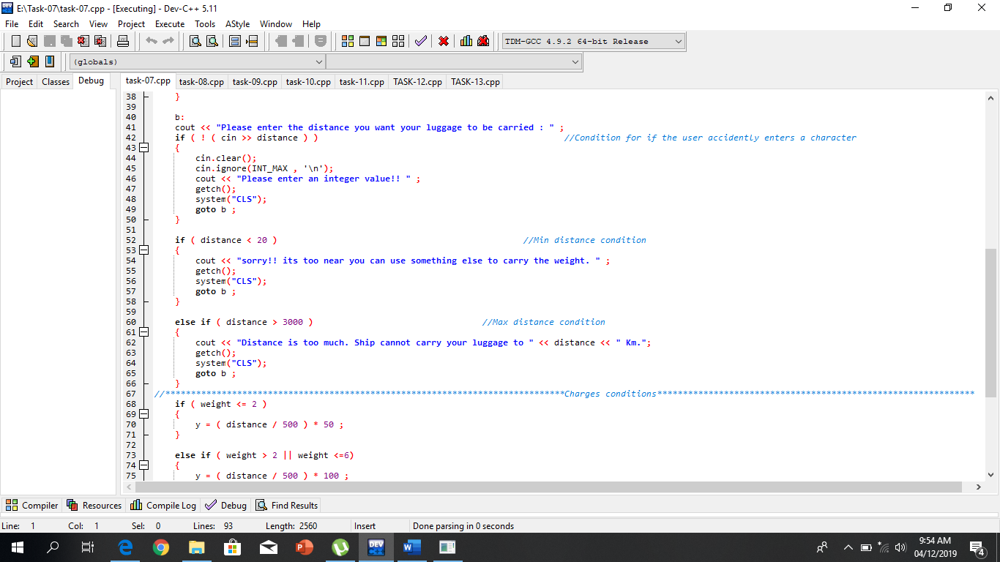 E:\Task-07\task-07.cpp - [Executing] - Dev-C++ 5.11
File Edit Search View Project Execute Tools AStyle Window Help
TDM-GCC 4.9.2 64-bit Release
(globals)
Project Classes Debug
task-07.cpp task-08.cpp task-09.cpp task-10.cpp task-11.cpp TASK-12.cpp TASK-13.cpp
38 }
39
40 b:
41 cout << "Please enter the distance you want your luggage to be carried : " ;
42 if ( ! ( cin >> distance ) ) //Condition for if the user accidently enters a character
43 {
44 cin.clear();
45 cin.ignore(INT_MAX , '\n');
46 cout << "Please enter an integer value!! " ;
47 getch();
48 system("CLS");
49 goto b ;
50 }
51
52 if ( distance < 20 ) //Min distance condition
53 {
54 cout << "sorry!! its too near you can use something else to carry the weight. " ;
55 getch();
56 system("CLS");
57 goto b ;
58 }
59
60 else if ( distance > 3000 ) //Max distance condition
61 {
62 cout << "Distance is too much. Ship cannot carry your luggage to " << distance << " Km.";
63 getch();
64 system("CLS");
65 goto b ;
66 }
67 //******************************************************************************Charges conditions**************************************************************
68 if ( weight <= 2 )
69 {
70 y = ( distance / 500 ) * 50 ;
71 }
72
73 else if ( weight > 2 || weight <=6)
74 {
75 y = ( distance / 500 ) * 100 ;
Compiler Resources Compile Log Debug Find Results
Line: 1 Col: 1 Sel: 0 Lines: 93 Length: 2560 Insert Done parsing in 0 seconds
9:54 AM
04/12/2019
4